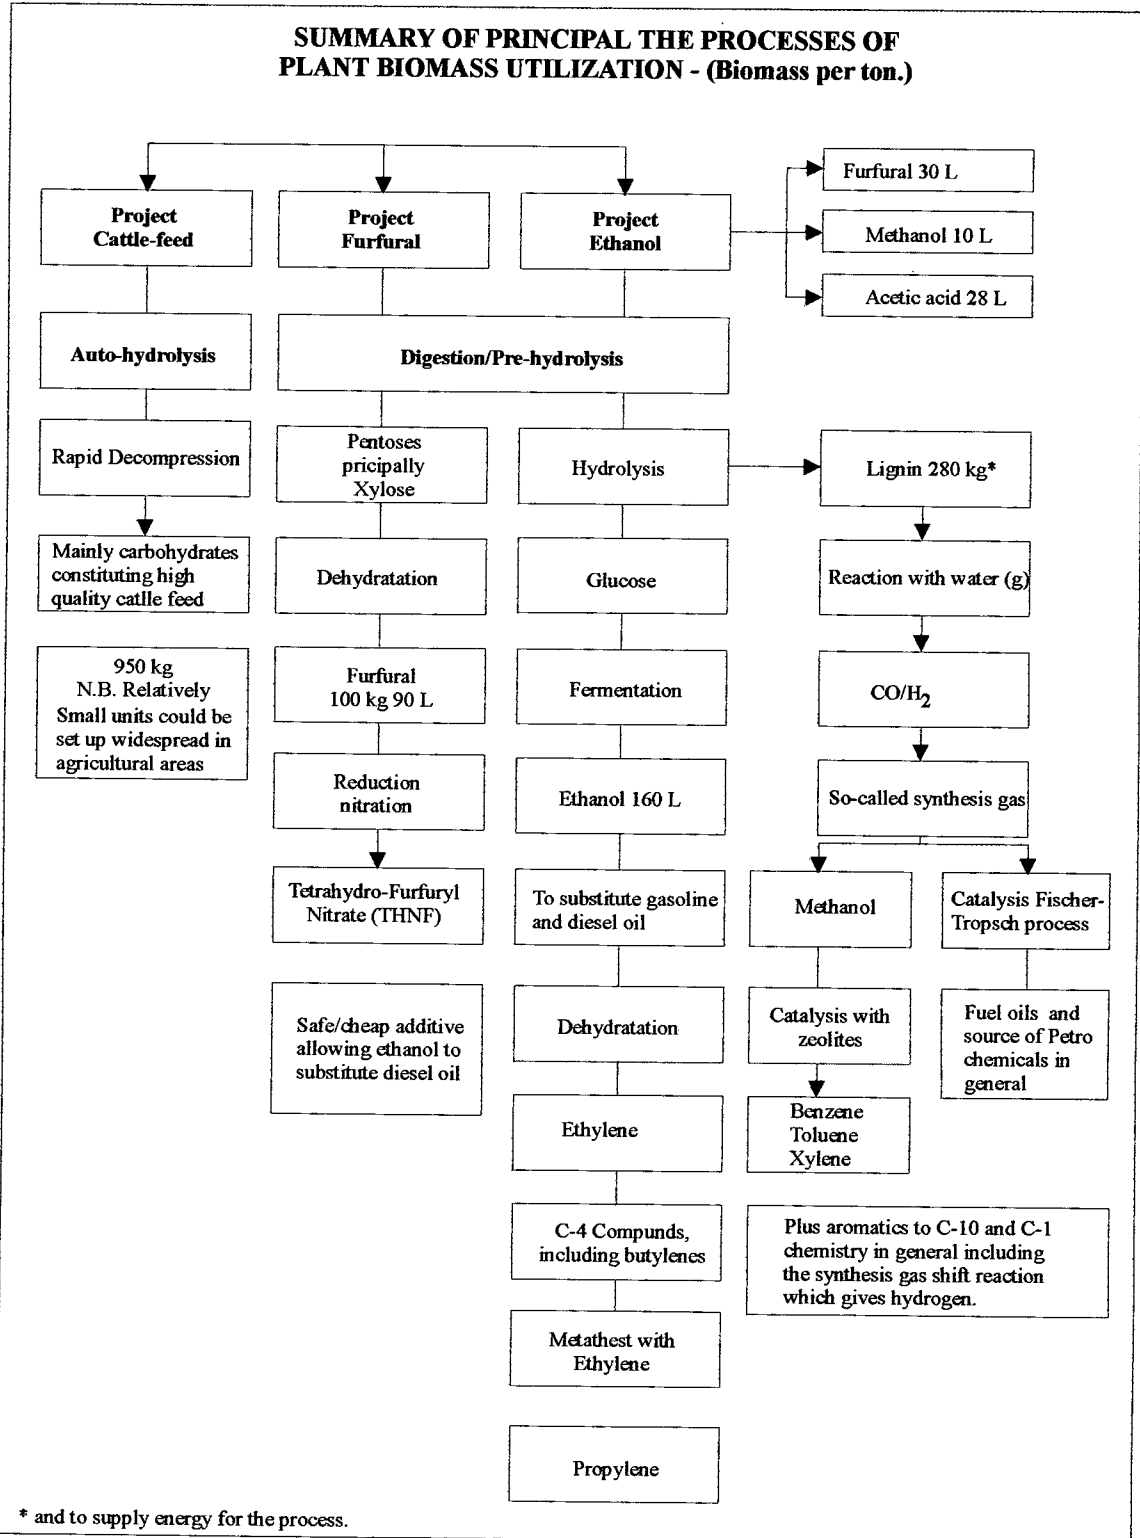 SUMMARY OF PRINCIPAL THE PROCESSES OF
PLANT BIOMASS UTILIZATION - (Biomass per ton.)
Project
Cattle-feed
Project
Furfural
Project
Ethanol
Furfural 30 L
Methanol 10 L
Acetic acid 28 L
Auto-hydrolysis
Digestion/Pre-hydrolysis
Rapid Decompression
Pentoses
pricipally
Xylose
Hydrolysis
Lignin 280 kg*
Mainly carbohydrates
constituting high
quality catlle feed
Dehydratation
Glucose
Reaction with water (g)
950 kg
N.B. Relatively
Small units could be
set up widespread in
agricultural areas
Furfural
100 kg 90 L
Fermentation
CO/H2
Reduction
nitration
Ethanol 160 L
So-called synthesis gas
Tetrahydro-Furfuryl
Nitrate (THNF)
To substitute gasoline
and diesel oil
Methanol
Catalysis Fischer-
Tropsch process
Safe/cheap additive
allowing ethanol to
substitute diesel oil
Dehydratation
Catalysis with
zeolites
Fuel oils and
source of Petro
chemicals in
general
Ethylene
Benzene
Toluene
Xylene
C-4 Compunds,
including butylenes
Plus aromatics to C-10 and C-1
chemistry in general including
the synthesis gas shift reaction
which gives hydrogen.
Metathest with
Ethylene
Propylene
* and to supply energy for the process.